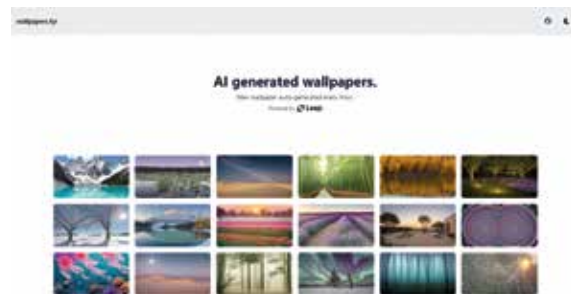 wallpapers.fyi
AI generated wallpapers.
New wallpaper auto-generated every hour.
Powered by Leap